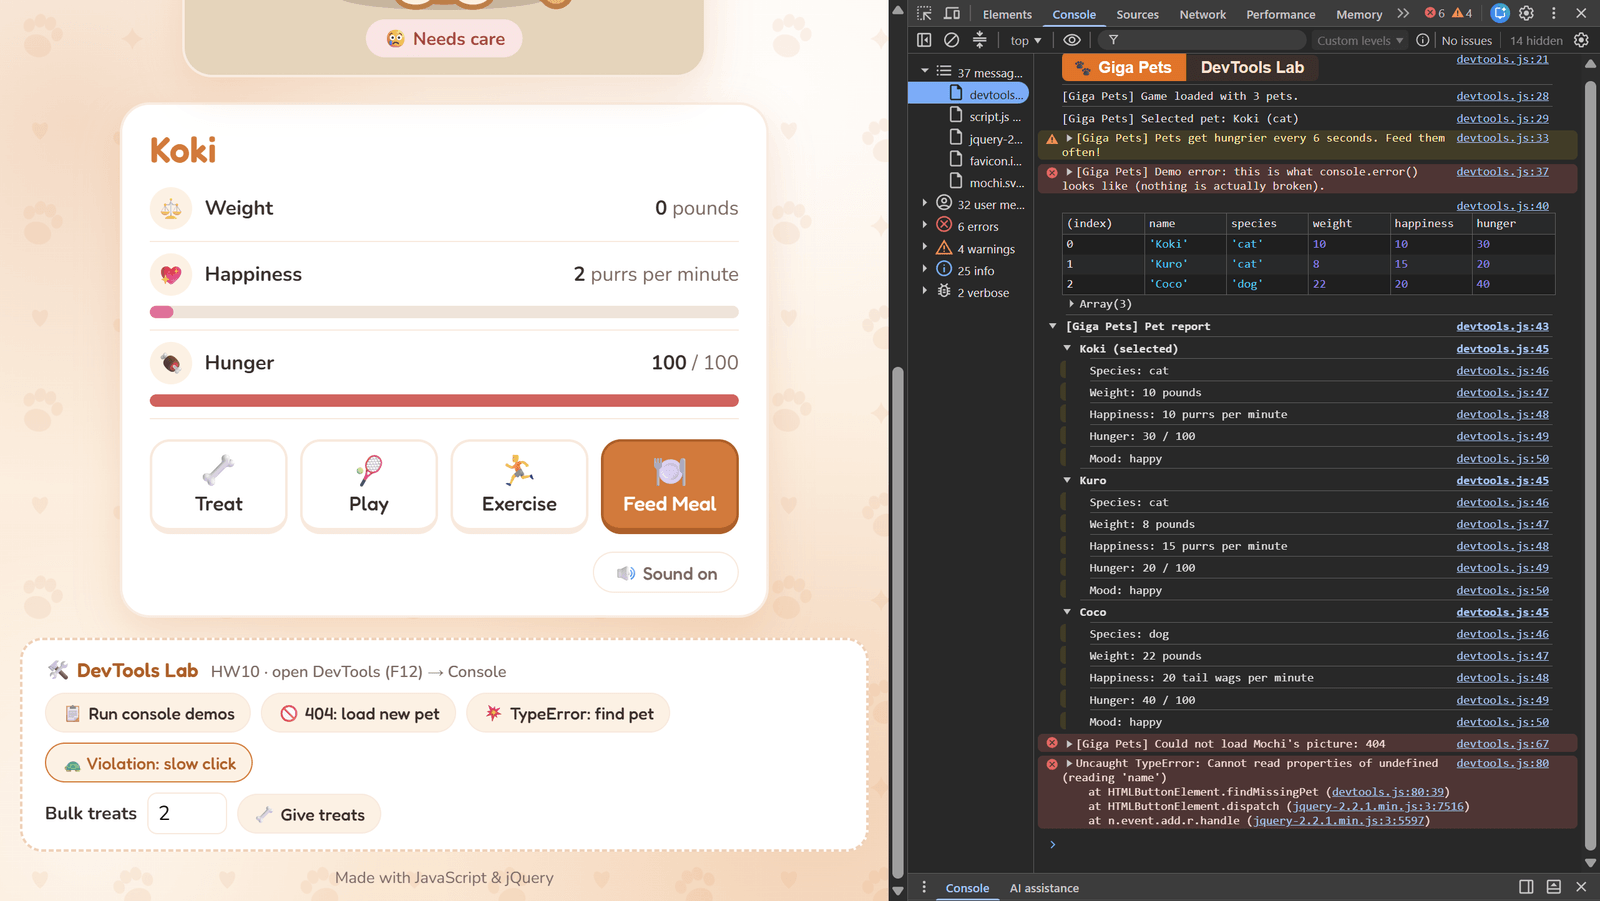 Needs care
Koki
Weight
0 pounds
Happiness
2 purrs per minute
Hunger
100 / 100
Treat
Play
Exercise
Feed Meal
Sound on
DevTools Lab HW10 · open DevTools (F12) → Console
Run console demos
404: load new pet
TypeError: find pet
Violation: slow click
Bulk treats 2 Give treats
Made with JavaScript & jQuery
Elements Console Sources Network Performance Memory 6 4
top Custom levels No issues 14 hidden
37 messag...
devtools...
script.js ...
jquery-2...
favicon.i...
mochi.sv...
32 user me...
6 errors
4 warnings
25 info
2 verbose
Giga Pets DevTools Lab devtools.js:21
[Giga Pets] Game loaded with 3 pets. devtools.js:28
[Giga Pets] Selected pet: Koki (cat) devtools.js:29
[Giga Pets] Pets get hungrier every 6 seconds. Feed them devtools.js:33
often!
[Giga Pets] Demo error: this is what console.error() devtools.js:37
looks like (nothing is actually broken).
devtools.js:40
(index) name species weight happiness hunger
0 'Koki' 'cat' 10 10 30
1 'Kuro' 'cat' 8 15 20
2 'Coco' 'dog' 22 20 40
Array(3)
[Giga Pets] Pet report devtools.js:43
Koki (selected) devtools.js:45
Species: cat devtools.js:46
Weight: 10 pounds devtools.js:47
Happiness: 10 purrs per minute devtools.js:48
Hunger: 30 / 100 devtools.js:49
Mood: happy devtools.js:50
Kuro devtools.js:45
Species: cat devtools.js:46
Weight: 8 pounds devtools.js:47
Happiness: 15 purrs per minute devtools.js:48
Hunger: 20 / 100 devtools.js:49
Mood: happy devtools.js:50
Coco devtools.js:45
Species: dog devtools.js:46
Weight: 22 pounds devtools.js:47
Happiness: 20 tail wags per minute devtools.js:48
Hunger: 40 / 100 devtools.js:49
Mood: happy devtools.js:50
[Giga Pets] Could not load Mochi's picture: 404 devtools.js:67
Uncaught TypeError: Cannot read properties of undefined devtools.js:80
(reading 'name')
at HTMLButtonElement.findMissingPet (devtools.js:80:39)
at HTMLButtonElement.dispatch (jquery-2.2.1.min.js:3:7516)
at n.event.add.r.handle (jquery-2.2.1.min.js:3:5597)
Console AI assistance